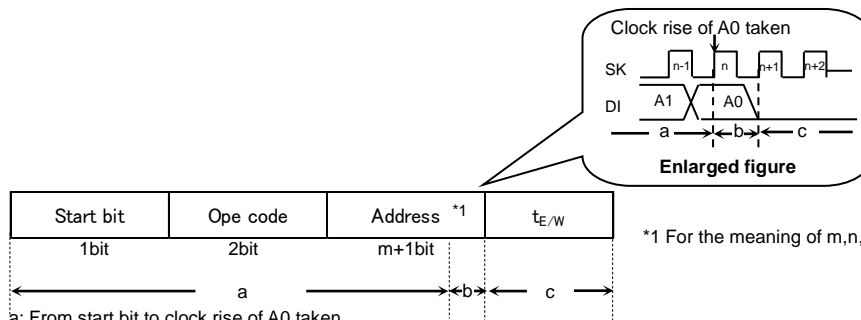 Clock rise of A0 taken
SK n-1 n n+1 n+2
DI A1 A0
a b c
Enlarged figure
Start bit Ope code Address *1 tE/W
1bit 2bit m+1bit
*1 For the meaning of m,n,
a b c
a: From start bit to clock rise of A0 taken